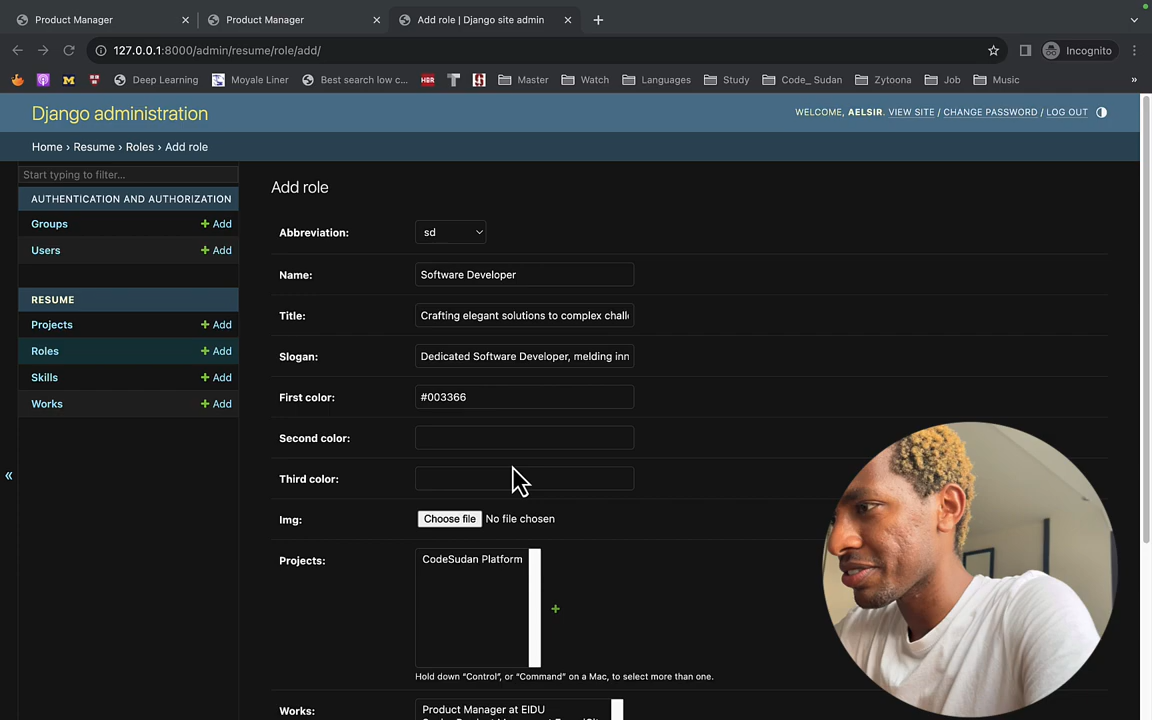 Product Manager
Product Manager
Add role | Django site admin
127.0.0.1:8000/admin/resume/role/add/
Incognito
Deep Learning
Moyale Liner
Best search low c...
Master
Watch
Languages
Study
Code_ Sudan
Zytoona
Job
Music
»
Django administration
WELCOME, AELSIR. VIEW SITE / CHANGE PASSWORD / LOG OUT
Home › Resume › Roles › Add role
Start typing to filter...
AUTHENTICATION AND AUTHORIZATION
Groups + Add
Users + Add
RESUME
Projects + Add
Roles + Add
Skills + Add
Works + Add
«
Add role
Abbreviation: sd
Name: Software Developer
Title: Crafting elegant solutions to complex chall
Slogan: Dedicated Software Developer, melding inn
First color: #003366
Second color:
Third color:
Img: Choose file No file chosen
Projects: CodeSudan Platform
Hold down “Control”, or “Command” on a Mac, to select more than one.
Works: Product Manager at EIDU